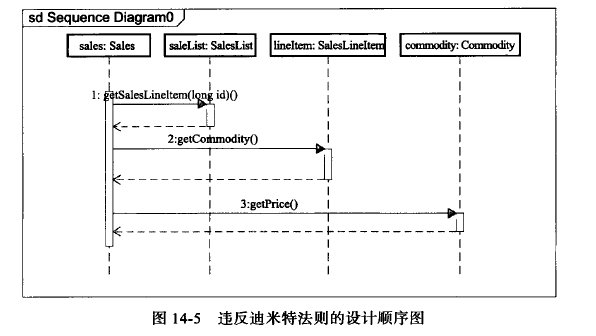 sd Sequence Diagram0
sales: Sales
saleList: SalesList
lineItem: SalesLineItem
commodity: Commodity
1: getSalesLineItem(long id)()
2:getCommodity()
3:getPrice()
图 14-5 违反迪米特法则的设计顺序图